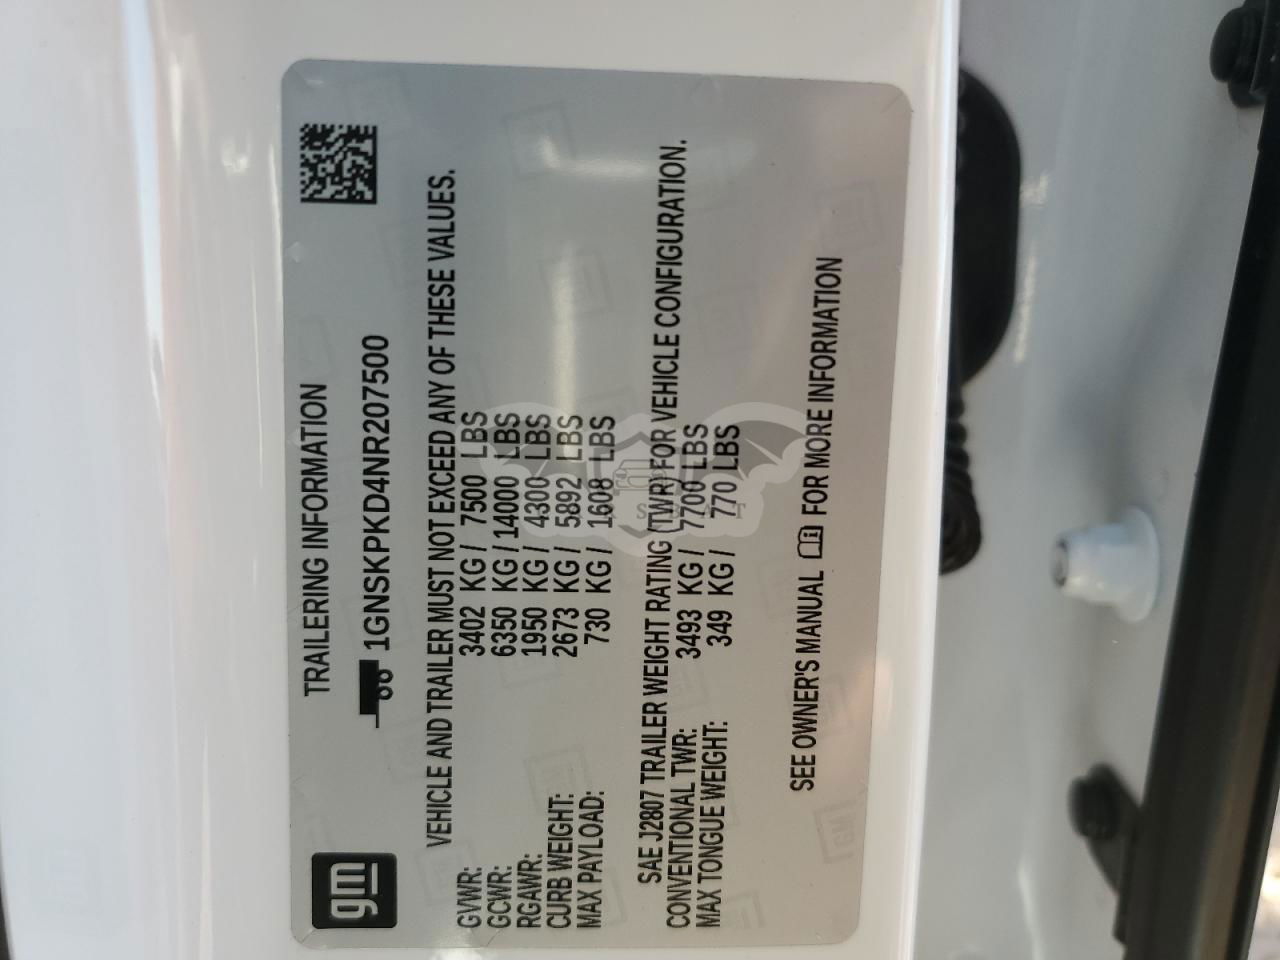 gm
TRAILERING INFORMATION
1GNSKPKD4NR207500
VEHICLE AND TRAILER MUST NOT EXCEED ANY OF THESE VALUES.
GVWR: 3402 KG / 7500 LBS
GCWR: 6350 KG / 14000 LBS
RGAWR: 1950 KG / 4300 LBS
CURB WEIGHT: 2673 KG / 5892 LBS
MAX PAYLOAD: 730 KG / 1608 LBS
SAE J2807 TRAILER WEIGHT RATING (TWR) FOR VEHICLE CONFIGURATION.
CONVENTIONAL TWR: 3493 KG / 7700 LBS
MAX TONGUE WEIGHT: 349 KG / 770 LBS
SEE OWNER'S MANUAL FOR MORE INFORMATION